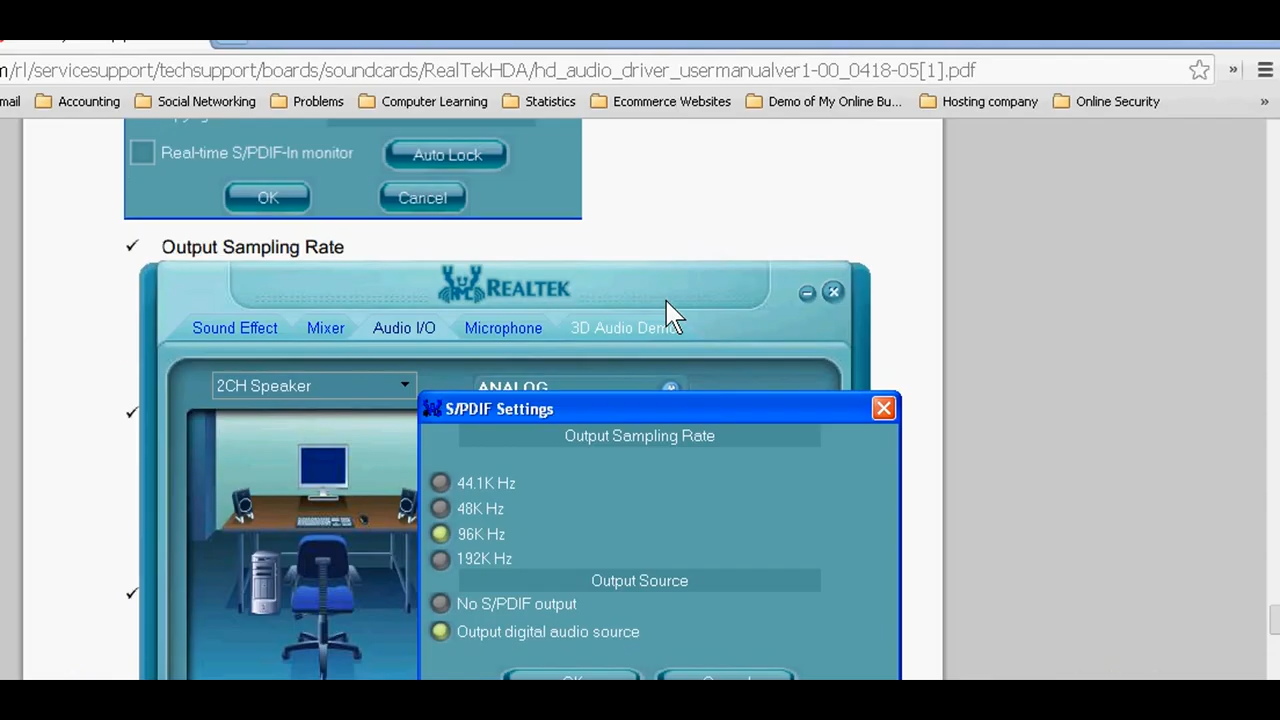 m/rl/servicesupport/techsupport/boards/soundcards/RealTekHDA/hd_audio_driver_usermanualver1-00_0418-05[1].pdf
mail Accounting Social Networking Problems Computer Learning Statistics Ecommerce Websites Demo of My Online Bu... Hosting company Online Security
Real-time S/PDIF-In monitor Auto Lock
OK Cancel
Output Sampling Rate
REALTEK
Sound Effect Mixer Audio I/O Microphone 3D Audio Demo
2CH Speaker ANALOG
S/PDIF Settings
Output Sampling Rate
44.1K Hz
48K Hz
96K Hz
192K Hz
Output Source
No S/PDIF output
Output digital audio source